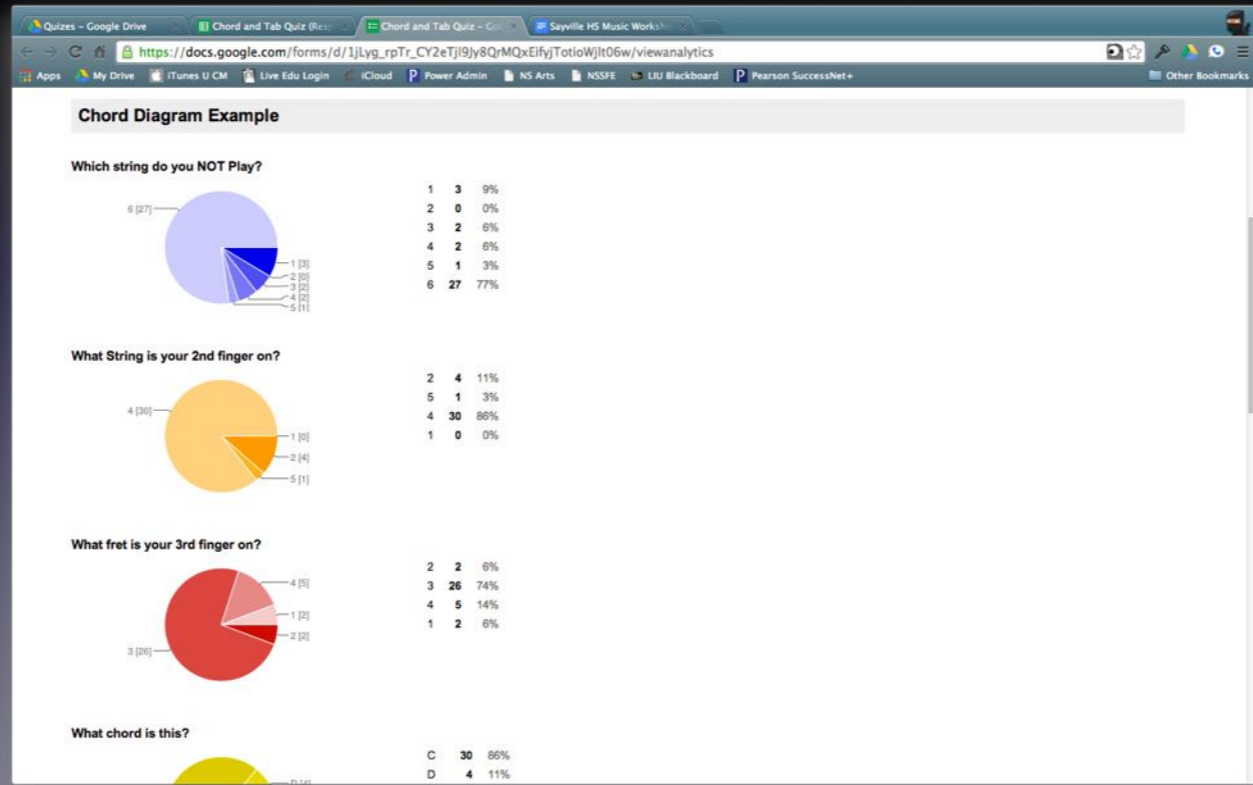 Quizes – Google Drive
Chord and Tab Quiz (Resp
Chord and Tab Quiz – Goo
Sayville HS Music Worksho
https://docs.google.com/forms/d/1jLyg_rpTr_CY2eTjl9Jy8QrMQxEifyjTotioWjlt06w/viewanalytics
Apps My Drive iTunes U CM Live Edu Login iCloud Power Admin NS Arts NSSFE LIU Blackboard Pearson SuccessNet+ Other Bookmarks
Chord Diagram Example
Which string do you NOT Play?
6 [27]
1 [3]
2 [0]
3 [2]
4 [2]
5 [1]
1 3 9%
2 0 0%
3 2 6%
4 2 6%
5 1 3%
6 27 77%
What String is your 2nd finger on?
4 [30]
1 [0]
2 [4]
5 [1]
2 4 11%
5 1 3%
4 30 86%
1 0 0%
What fret is your 3rd finger on?
4 [5]
1 [2]
2 [2]
3 [26]
2 2 6%
3 26 74%
4 5 14%
1 2 6%
What chord is this?
D [4]
C 30 86%
D 4 11%